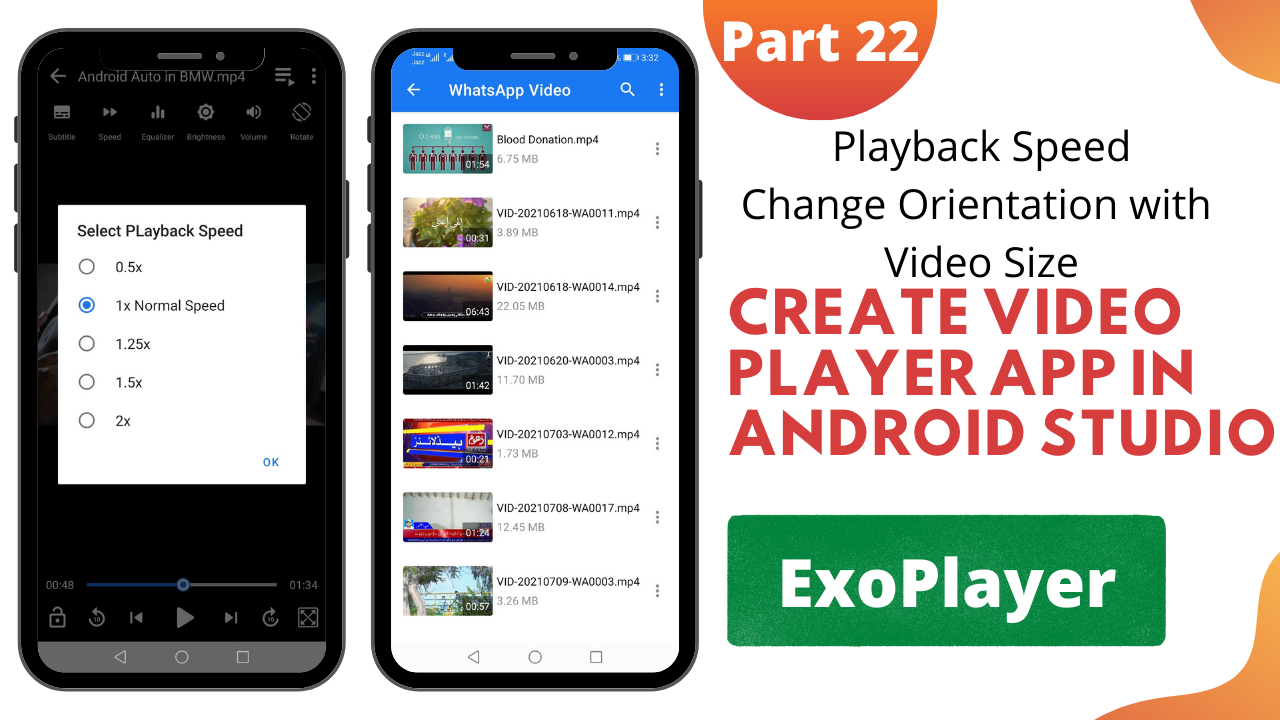 Android Auto in BMW.mp4
Subtitle Speed Equalizer Brightness Volume Rotate
Select PLayback Speed
0.5x
1x Normal Speed
1.25x
1.5x
2x
OK
00:48 01:34
10 10
Jazz
Jazz
3:32
WhatsApp Video
Blood Donation.mp4
6.75 MB
01:54
VID-20210618-WA0011.mp4
3.89 MB
00:31
VID-20210618-WA0014.mp4
22.05 MB
06:43
VID-20210620-WA0003.mp4
11.70 MB
01:42
VID-20210703-WA0012.mp4
1.73 MB
ہیڈلائنز
00:21
VID-20210708-WA0017.mp4
12.45 MB
01:24
VID-20210709-WA0003.mp4
3.26 MB
00:57
Part 22
Playback Speed
Change Orientation with
Video Size
CREATE VIDEO
PLAYER APP IN
ANDROID STUDIO
ExoPlayer